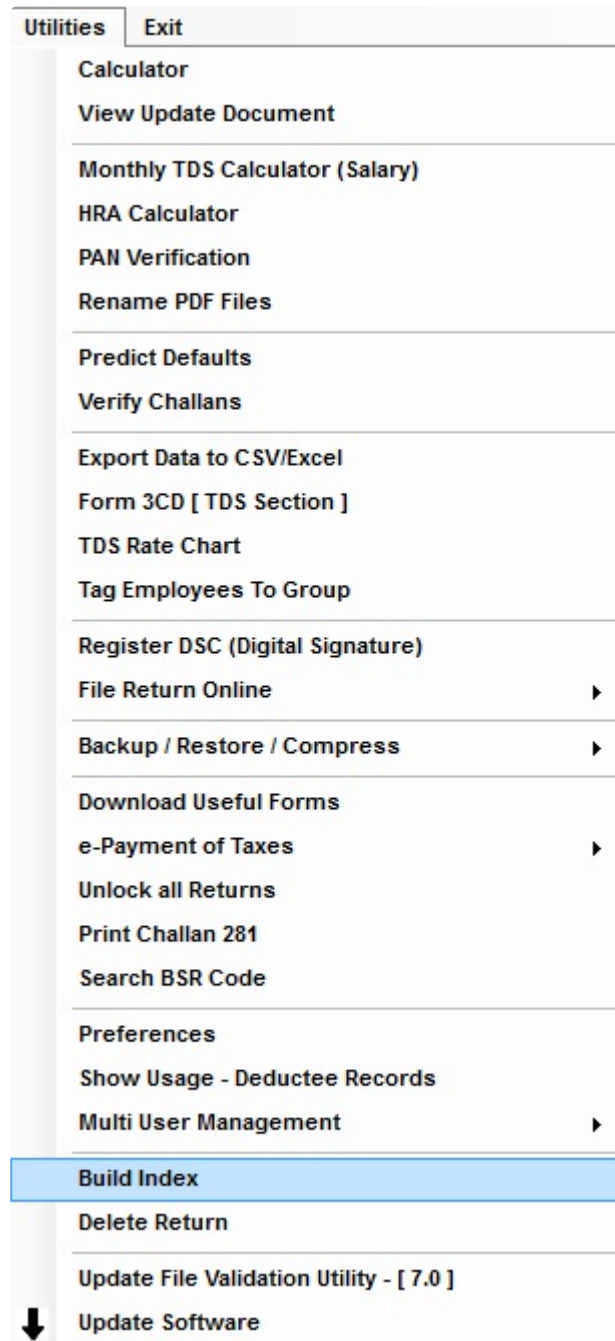 Utilities Exit
Calculator
View Update Document
Monthly TDS Calculator (Salary)
HRA Calculator
PAN Verification
Rename PDF Files
Predict Defaults
Verify Challans
Export Data to CSV/Excel
Form 3CD [ TDS Section ]
TDS Rate Chart
Tag Employees To Group
Register DSC (Digital Signature)
File Return Online
Backup / Restore / Compress
Download Useful Forms
e-Payment of Taxes
Unlock all Returns
Print Challan 281
Search BSR Code
Preferences
Show Usage - Deductee Records
Multi User Management
Build Index
Delete Return
Update File Validation Utility - [ 7.0 ]
Update Software